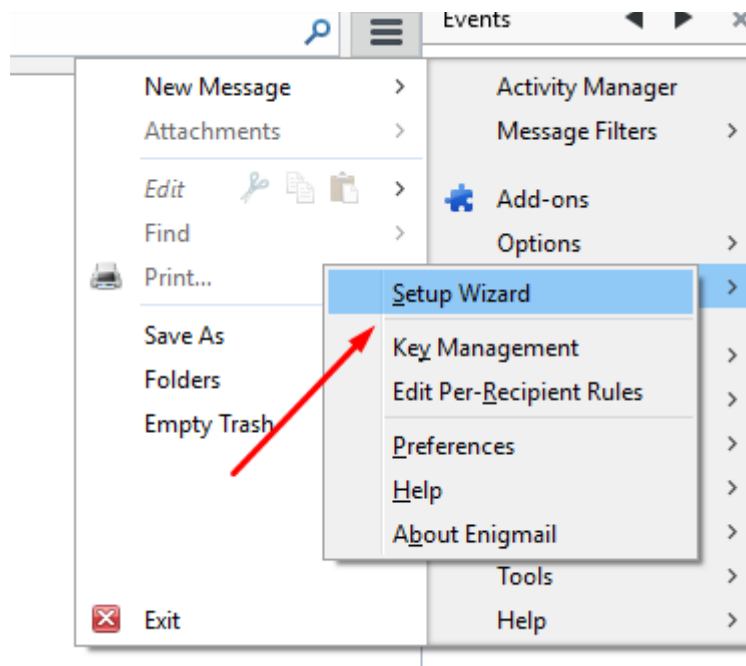 Events
New Message
Attachments
Edit
Find
Print...
Save As
Folders
Empty Trash
Exit
Activity Manager
Message Filters
Add-ons
Options
Setup Wizard
Key Management
Edit Per-Recipient Rules
Preferences
Help
About Enigmail
Tools
Help